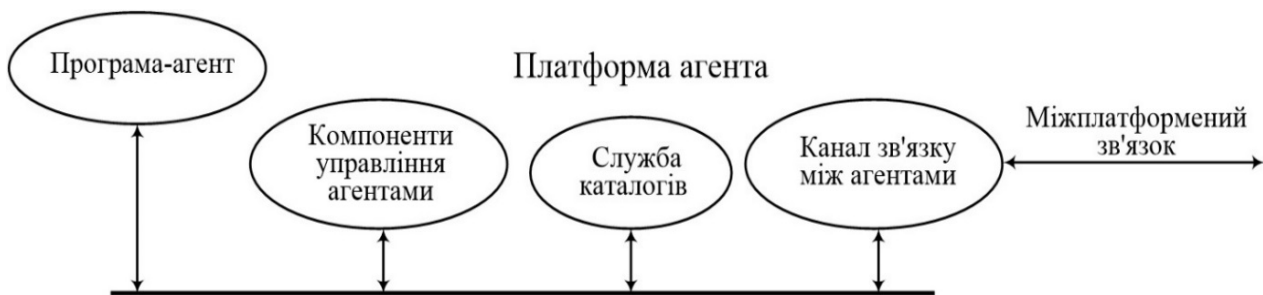 Програма-агент
Платформа агента
Компоненти
управління
агентами
Служба
каталогів
Канал зв'язку
між агентами
Міжплатформений
зв'язок